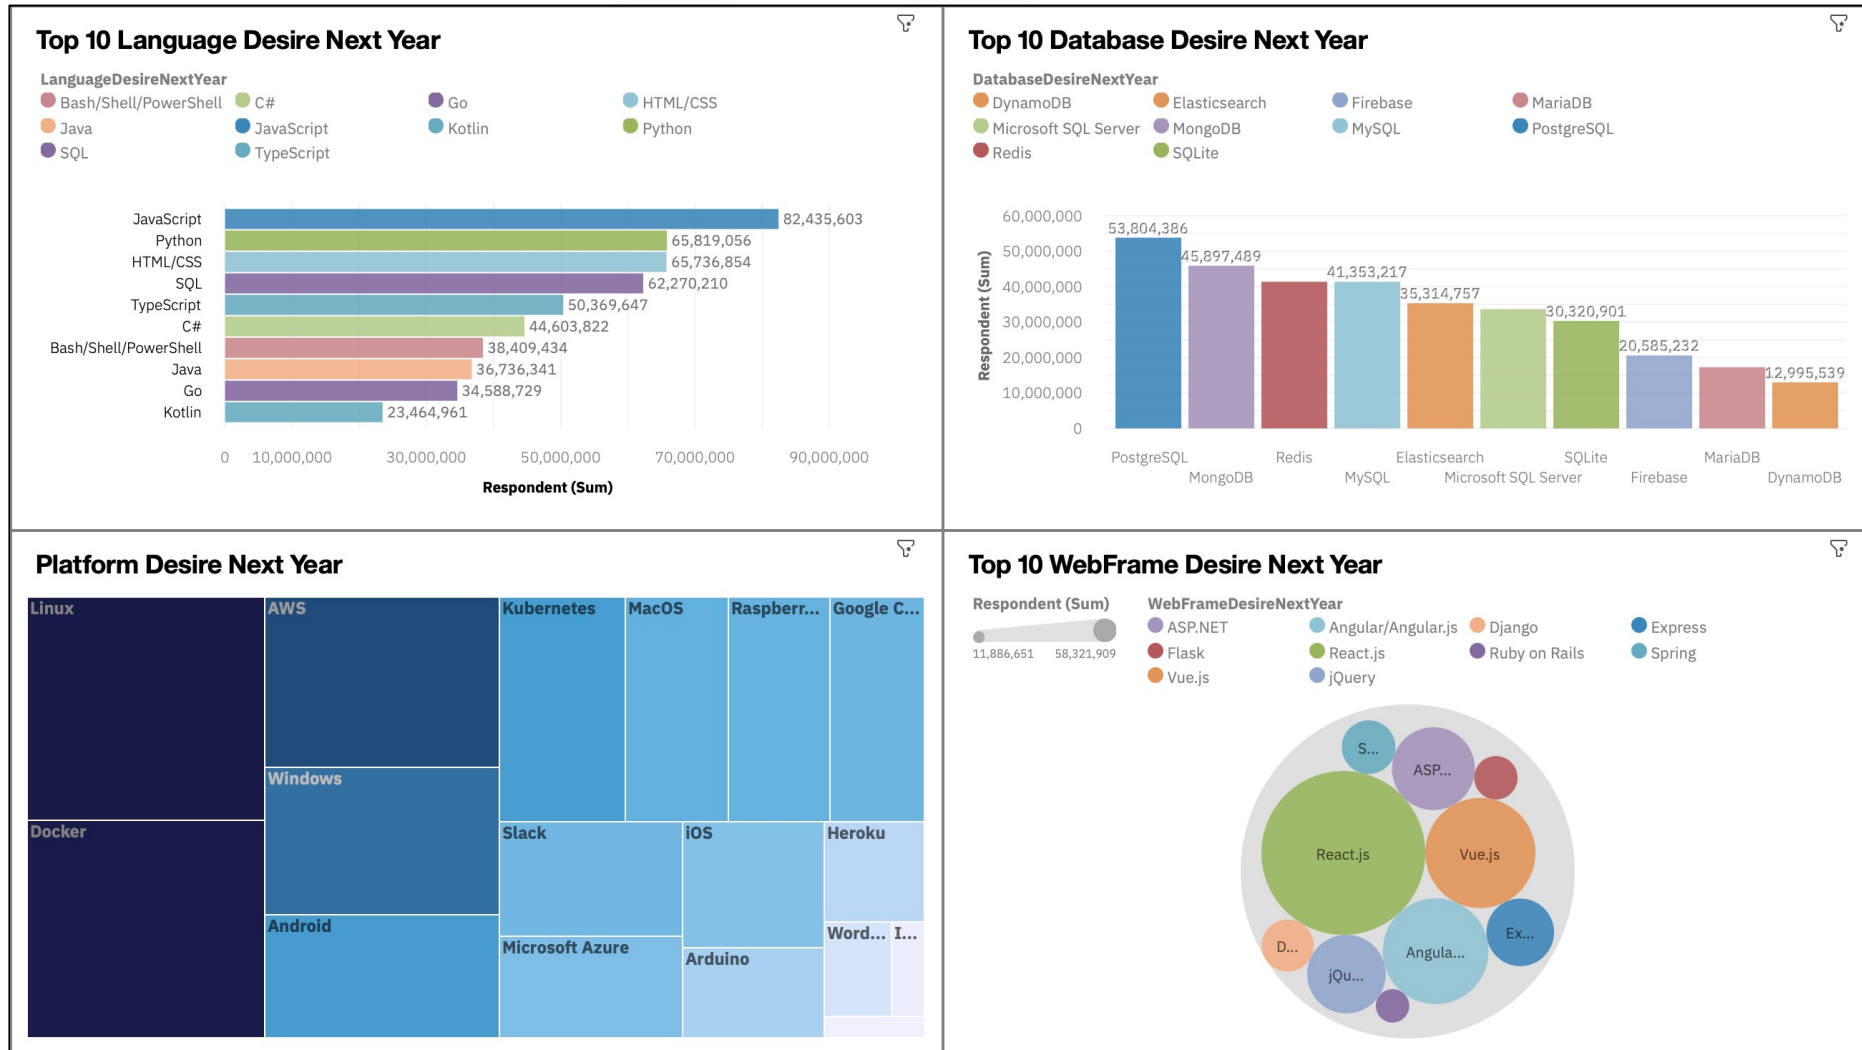 Top 10 Language Desire Next Year
LanguageDesireNextYear
Bash/Shell/PowerShell C# Go HTML/CSS
Java JavaScript Kotlin Python
SQL TypeScript
JavaScript 82,435,603
Python 65,819,056
HTML/CSS 65,736,854
SQL 62,270,210
TypeScript 50,369,647
C# 44,603,822
Bash/Shell/PowerShell 38,409,434
Java 36,736,341
Go 34,588,729
Kotlin 23,464,961
0 10,000,000 30,000,000 50,000,000 70,000,000 90,000,000
Respondent (Sum)
Top 10 Database Desire Next Year
DatabaseDesireNextYear
DynamoDB Elasticsearch Firebase MariaDB
Microsoft SQL Server MongoDB MySQL PostgreSQL
Redis SQLite
Respondent (Sum)
60,000,000
50,000,000
40,000,000
30,000,000
20,000,000
10,000,000
0
53,804,386
45,897,489
41,353,217
35,314,757
30,320,901
20,585,232
12,995,539
PostgreSQL Redis Elasticsearch SQLite MariaDB
MongoDB MySQL Microsoft SQL Server Firebase DynamoDB
Platform Desire Next Year
Linux AWS Kubernetes MacOS Raspberr... Google C...
Windows
Docker Slack iOS Heroku
Android Word... I...
Microsoft Azure Arduino
Top 10 WebFrame Desire Next Year
Respondent (Sum)
11,886,651 58,321,909
WebFrameDesireNextYear
ASP.NET Angular/Angular.js Django Express
Flask React.js Ruby on Rails Spring
Vue.js jQuery
S...
ASP...
React.js Vue.js
Ex...
D... Angula...
jQu...